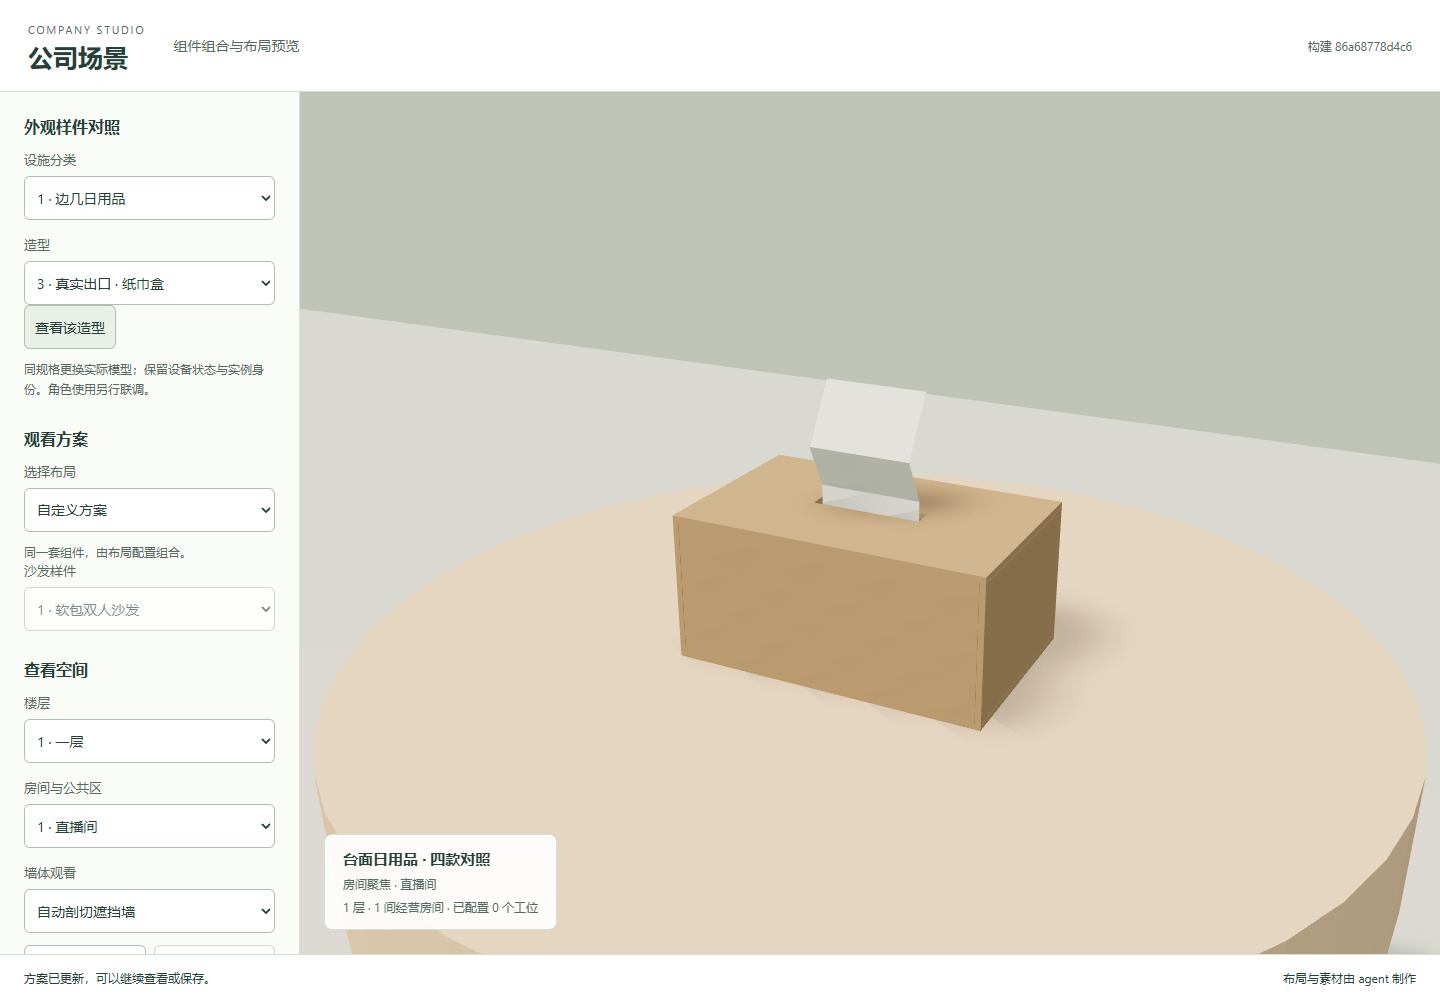 COMPANY STUDIO
公司场景
组件组合与布局预览
构建 86a68778d4c6
外观样件对照
设施分类
1 · 边几日用品
造型
3 · 真实出口 · 纸巾盒
查看该造型
同规格更换实际模型；保留设备状态与实例身
份。角色使用另行联调。
观看方案
选择布局
自定义方案
同一套组件，由布局配置组合。
沙发样件
1 · 软包双人沙发
查看空间
楼层
1 · 一层
房间与公共区
1 · 直播间
墙体观看
自动剖切遮挡墙
台面日用品 · 四款对照
房间聚焦 · 直播间
1 层 · 1 间经营房间 · 已配置 0 个工位
方案已更新，可以继续查看或保存。
布局与素材由 agent 制作